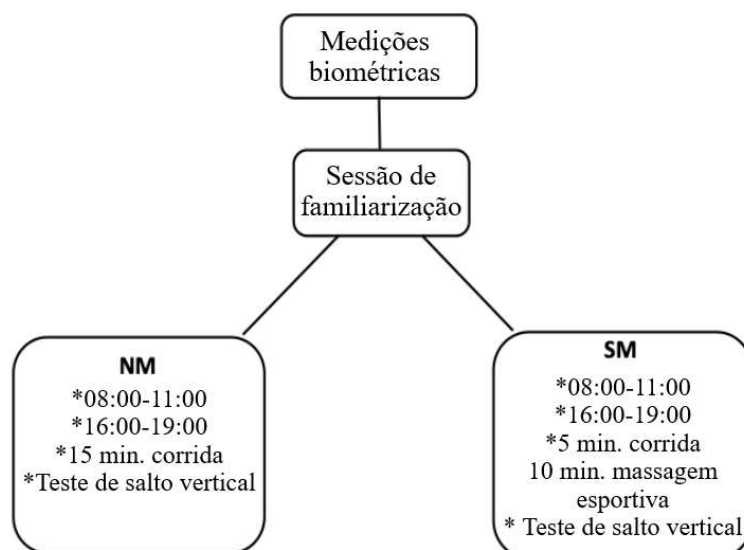 Medições
biométricas
Sessão de
familiarização
NM
*08:00-11:00
*16:00-19:00
*15 min. corrida
*Teste de salto vertical
SM
*08:00-11:00
*16:00-19:00
*5 min. corrida
10 min. massagem
esportiva
* Teste de salto vertical